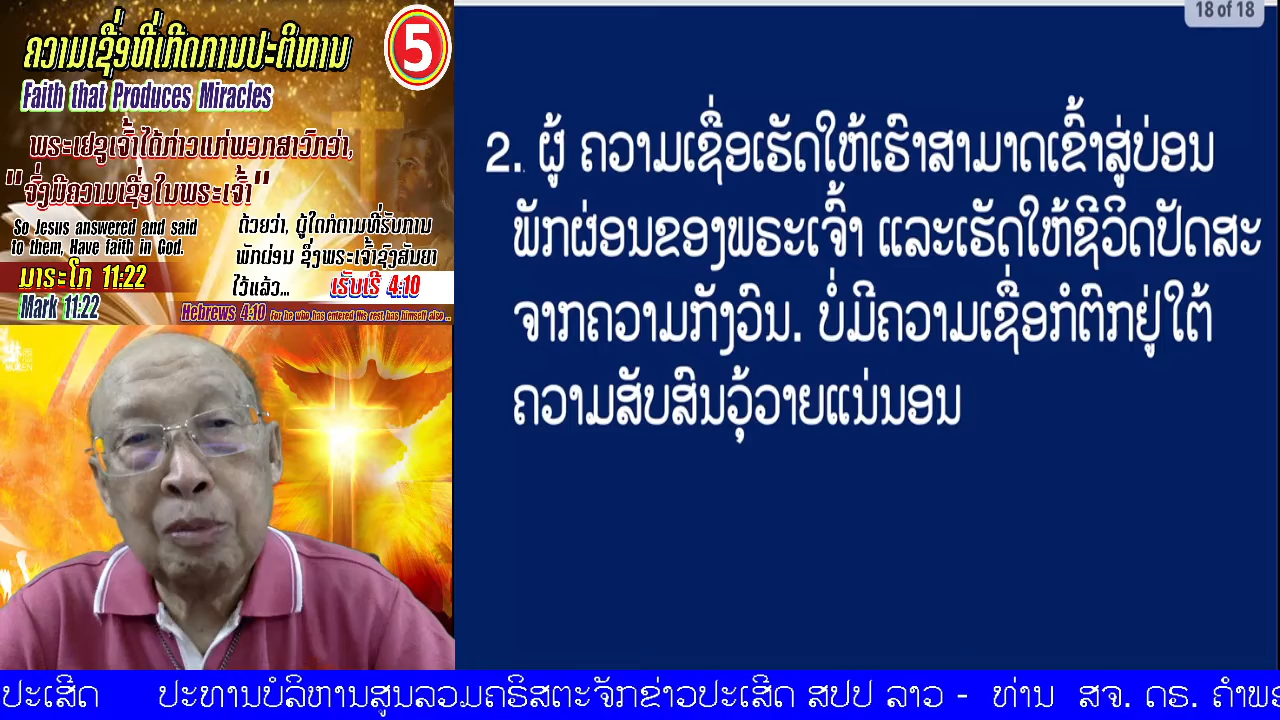 ຄວາມເຊື່ອທີ່ເກີດການປະຕິຫານ
5
Faith that Produces Miracles
ພຣະເຢຊູເຈົ້າໄດ້ກ່າວແກ່ພວກສາວົກວ່າ,
"ຈົ່ງມີຄວາມເຊື່ອໃນພຣະເຈົ້າ"
So Jesus answered and said
to them, Have faith in God.
ມາຣະໂກ 11:22
Mark 11:22
ດ້ວຍວ່າ, ຜູ້ໃດກໍຕາມທີ່ຮັບການ
ພັກຜ່ອນ ຊຶ່ງພຣະເຈົ້າຊົງສັນຍາ
ໄວ້ແລ້ວ... ເຮັບເຣີ 4:10
Hebrews 4:10 For he who has entered His rest has himself also ...
18 of 18
2. ຜູ້ ຄວາມເຊື່ອເຮັດໃຫ້ເຮົາສາມາດເຂົ້າສູ່ບ່ອນ
ພັກຜ່ອນຂອງພຣະເຈົ້າ ແລະເຮັດໃຫ້ຊີວິດປັດສະ
ຈາກຄວາມກັງວົນ. ບໍ່ມີຄວາມເຊື່ອກໍຕົກຢູ່ໃຕ້
ຄວາມສັບສົນວຸ້ວາຍແນ່ນອນ
ປະເສີດ ປະທານບໍລິຫານສູນລວມຄຣິສຕະຈັກຂ່າວປະເສີດ ສປປ ລາວ - ທ່ານ ສຈ. ດຣ. ຄໍາພອ